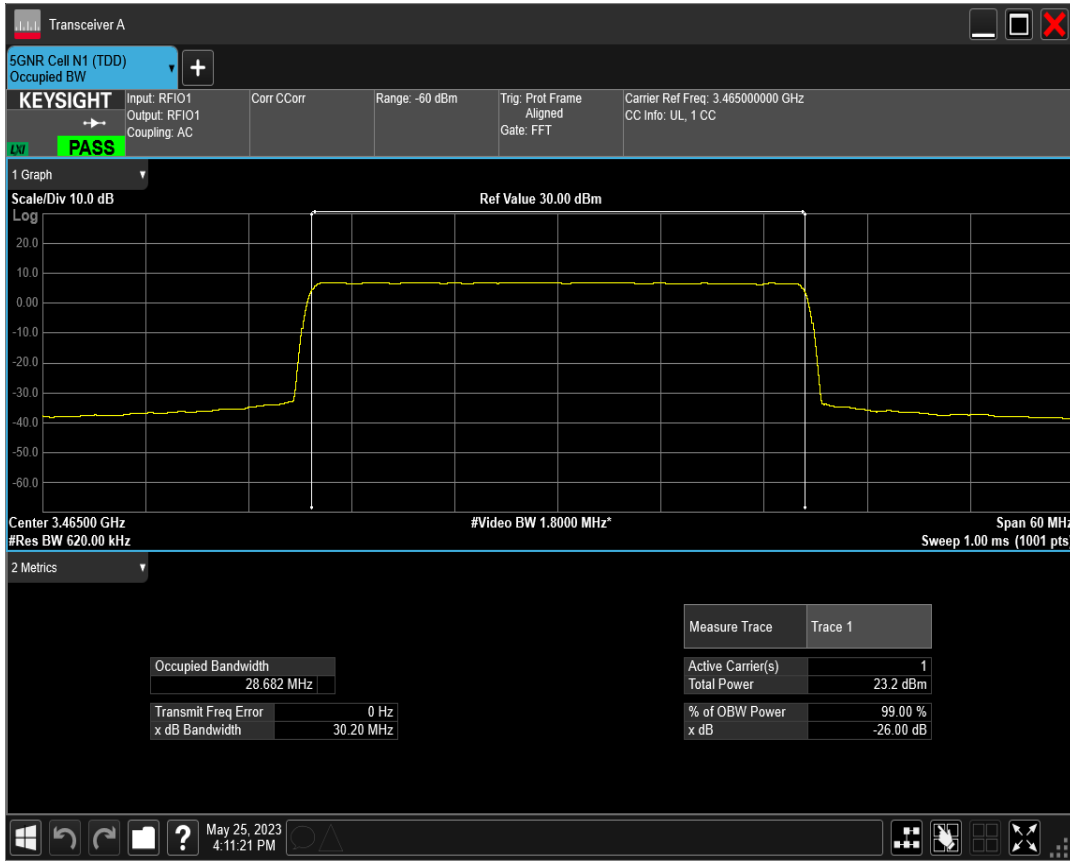 Transceiver A
5GNR Cell N1 (TDD)
Occupied BW
+
KEYSIGHT
LXI
PASS
Input: RFIO1
Output: RFIO1
Coupling: AC
Corr CCorr
Range: -60 dBm
Trig: Prot Frame
Aligned
Gate: FFT
Carrier Ref Freq: 3.465000000 GHz
CC Info: UL, 1 CC
1 Graph
Scale/Div 10.0 dB
Ref Value 30.00 dBm
Log
20.0
10.0
0.00
-10.0
-20.0
-30.0
-40.0
-50.0
-60.0
Center 3.46500 GHz
#Video BW 1.8000 MHz*
Span 60 MHz
#Res BW 620.00 kHz
Sweep 1.00 ms (1001 pts)
2 Metrics
Measure Trace Trace 1
Occupied Bandwidth
28.682 MHz
Active Carrier(s) 1
Total Power 23.2 dBm
Transmit Freq Error 0 Hz
x dB Bandwidth 30.20 MHz
% of OBW Power 99.00 %
x dB -26.00 dB
?
May 25, 2023
4:11:21 PM